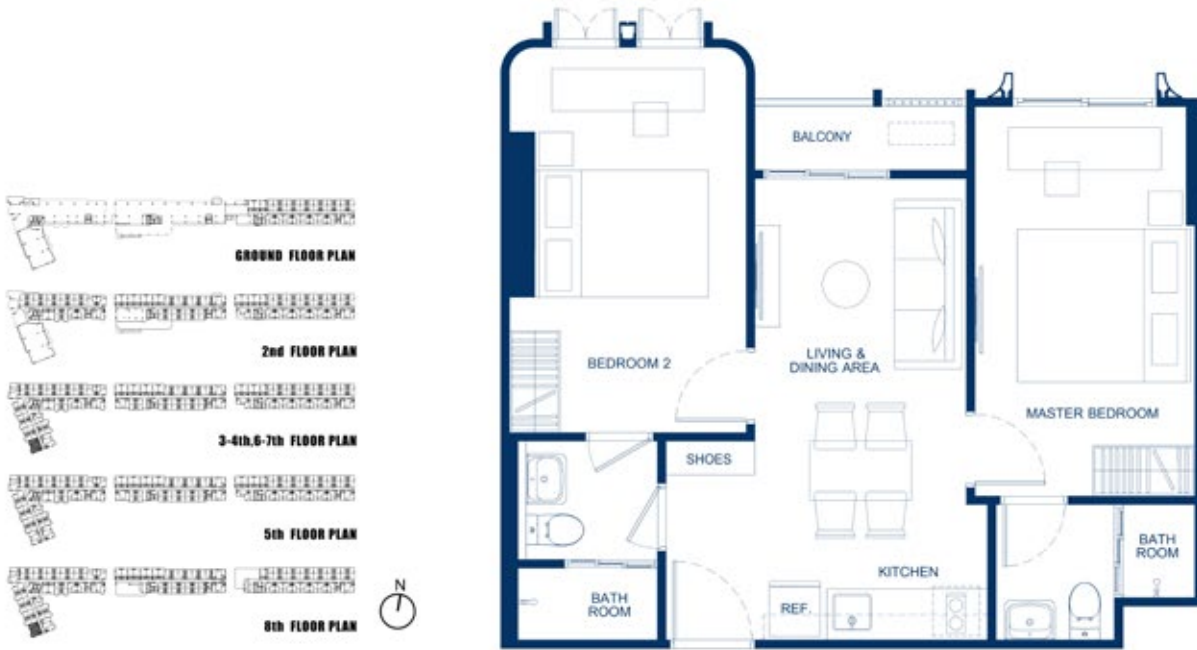 GROUND FLOOR PLAN
2nd FLOOR PLAN
3-4th,6-7th FLOOR PLAN
5th FLOOR PLAN
8th FLOOR PLAN
N
BALCONY
BEDROOM 2
LIVING &
DINING AREA
MASTER BEDROOM
SHOES
KITCHEN
BATH
ROOM
REF.
BATH
ROOM